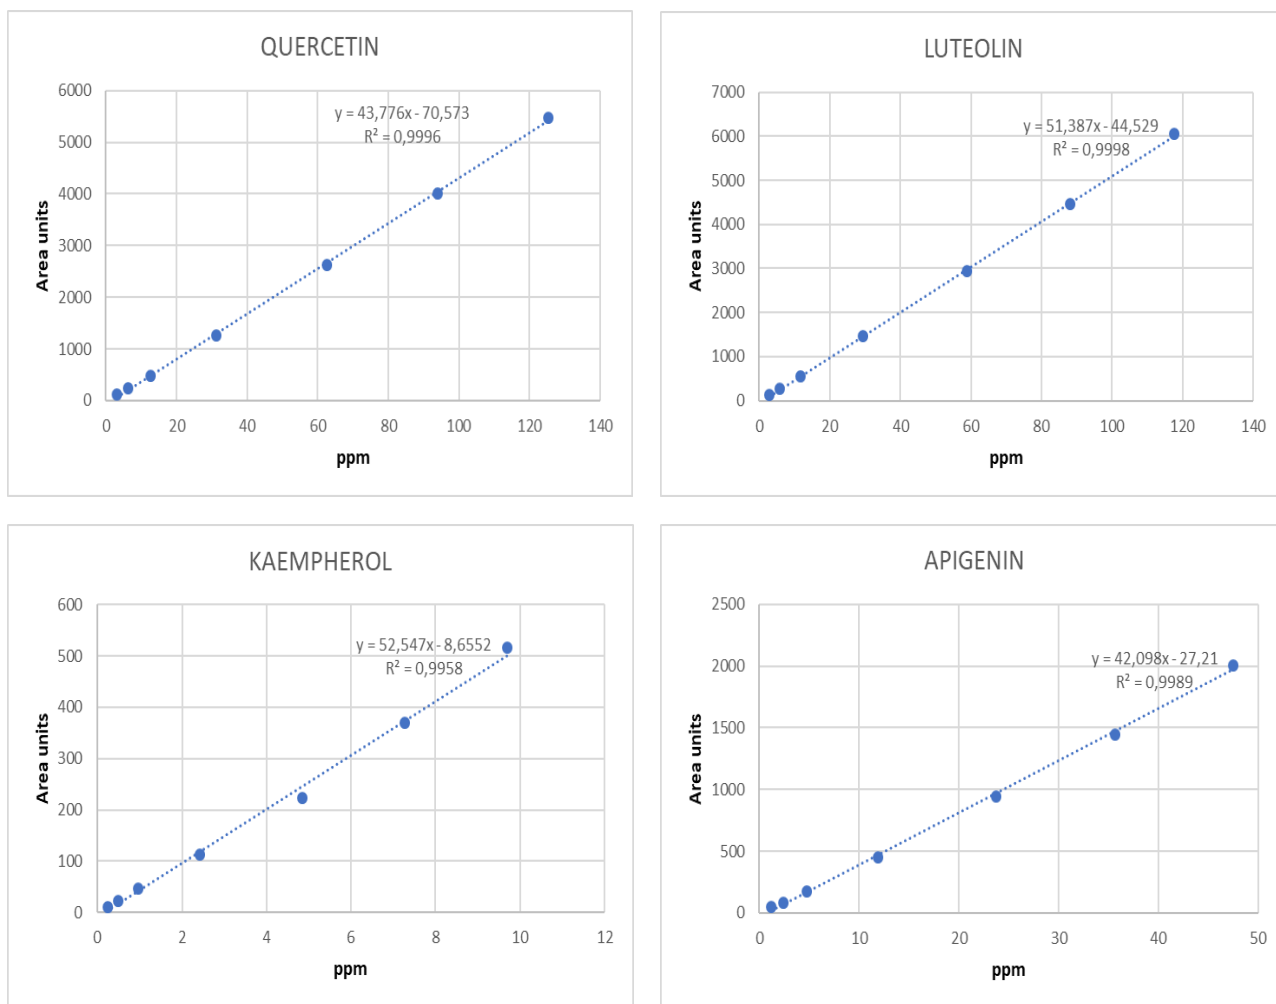 QUERCETIN
y = 43,776x - 70,573
R² = 0,9996
Area units
6000
5000
4000
3000
2000
1000
0
0 20 40 60 80 100 120 140
ppm
LUTEOLIN
y = 51,387x - 44,529
R² = 0,9998
Area units
7000
6000
5000
4000
3000
2000
1000
0
0 20 40 60 80 100 120 140
ppm
KAEMPHEROL
y = 52,547x - 8,6552
R² = 0,9958
Area units
600
500
400
300
200
100
0
0 2 4 6 8 10 12
ppm
APIGENIN
y = 42,098x - 27,21
R² = 0,9989
Area units
2500
2000
1500
1000
500
0
0 10 20 30 40 50
ppm